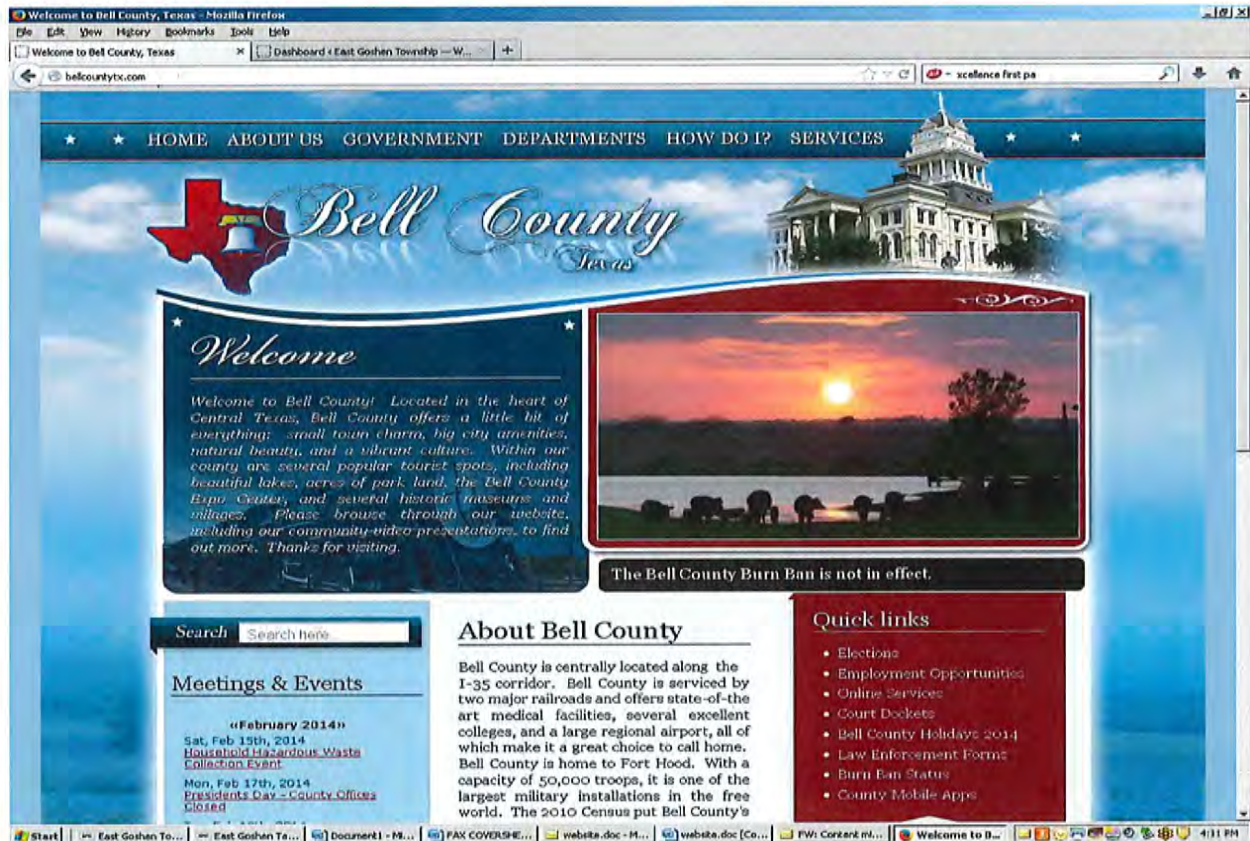 Welcome to Bell County, Texas - Mozilla Firefox
File Edit View History Bookmarks Tools Help
Welcome to Bell County, Texas × Dashboard ‹ East Goshen Township — W... × +
bellcountytx.com
xcellence first pa
HOME ABOUT US GOVERNMENT DEPARTMENTS HOW DO I? SERVICES
Bell County
Texas
Welcome
Welcome to Bell County! Located in the heart of
Central Texas, Bell County offers a little bit of
everything: small town charm, big city amenities,
natural beauty, and a vibrant culture. Within our
county are several popular tourist spots, including
beautiful lakes, acres of park land, the Bell County
Expo Center, and several historic museums and
villages. Please browse through our website,
including our community video presentations, to find
out more. Thanks for visiting.
The Bell County Burn Ban is not in effect.
Search Search here
Meetings & Events
«February 2014»
Sat, Feb 15th, 2014
Household Hazardous Waste
Collection Event
Mon, Feb 17th, 2014
Presidents Day - County Offices
Closed
About Bell County
Bell County is centrally located along the
I-35 corridor. Bell County is serviced by
two major railroads and offers state-of-the
art medical facilities, several excellent
colleges, and a large regional airport, all of
which make it a great choice to call home.
Bell County is home to Fort Hood. With a
capacity of 50,000 troops, it is one of the
largest military installations in the free
world. The 2010 Census put Bell County's
Quick links
Elections
Employment Opportunities
Online Services
Court Dockets
Bell County Holidays 2014
Law Enforcement Forms
Burn Ban Status
County Mobile Apps
Start East Goshen To... East Goshen To... Document1 - M... FAX COVERSHE... website.doc - M... website.doc [Co... FW: Content m... Welcome to B... 4:31 PM